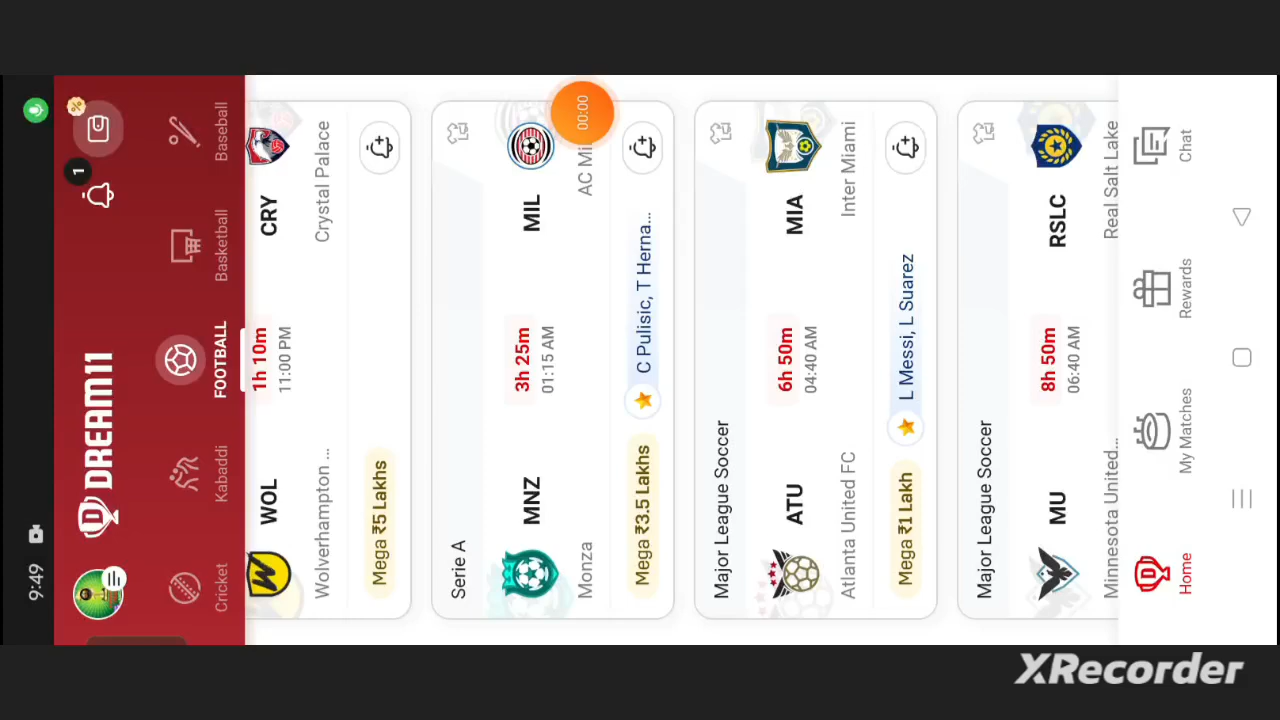 9:49
DREAM11
1
%
Cricket
Kabaddi
FOOTBALL
Basketball
Baseball
WOL
1h 10m
CRY
Wolverhampton ...
11:00 PM
Crystal Palace
Mega ₹5 Lakhs
Serie A
MNZ
3h 25m
MIL
Monza
01:15 AM
AC Mi
00:00
Mega ₹3.5 Lakhs
C Pulisic, T Herna...
Major League Soccer
ATU
6h 50m
MIA
Atlanta United FC
04:40 AM
Inter Miami
Mega ₹1 Lakh
L Messi, L Suarez
Major League Soccer
MU
8h 50m
RSLC
Minnesota United...
06:40 AM
Real Salt Lake
Home
My Matches
Rewards
Chat
XRecorder